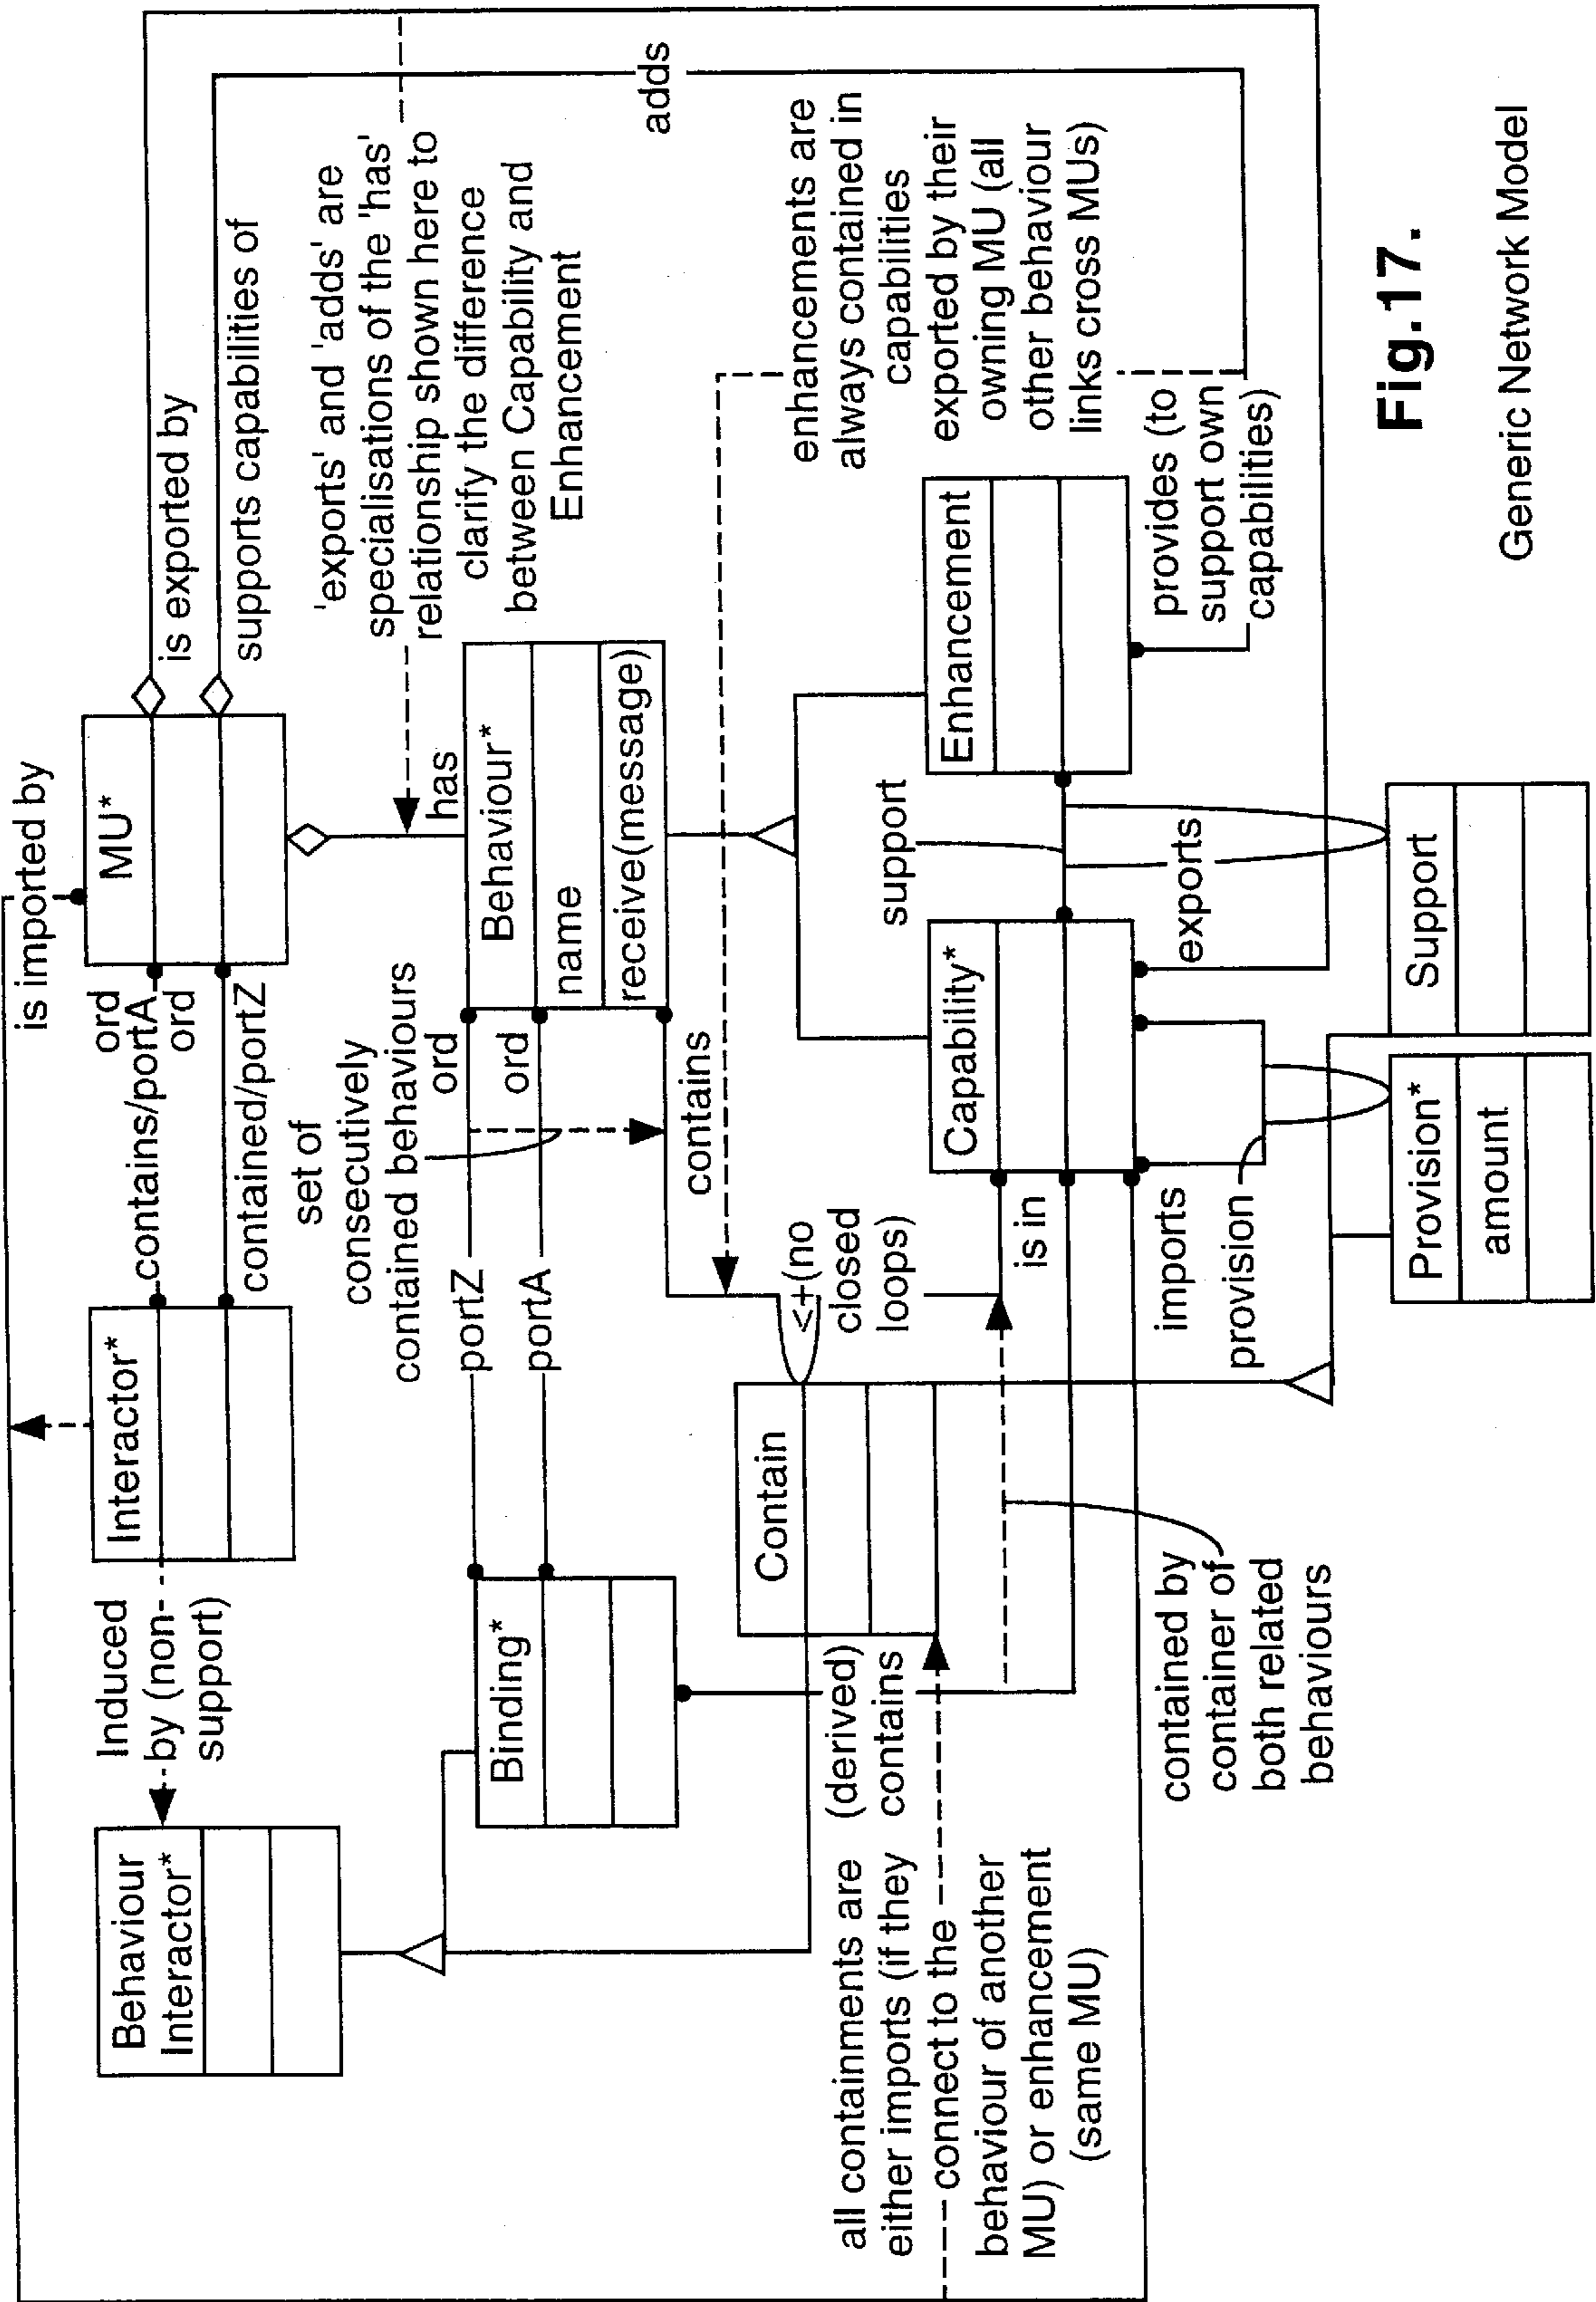 is imported by
MU*
is exported by
supports capabilities of
ord
contains/portA
ord
contained/portZ
Interactor*
Induced
by (non-
support)
Behaviour
Interactor*
'exports' and 'adds' are
specialisations of the 'has'
relationship shown here to
clarify the difference
between Capability and
Enhancement
adds
has
Behaviour*
name
receive(message)
set of
consecutively
contained behaviours
ord
ord
portZ
portA
Binding*
contains
enhancements are
always contained in
capabilities
exported by their
owning MU (all
other behaviour
links cross MUs)
Enhancement
provides (to
support own
capabilities)
support
exports
Capability*
<+(no
closed
loops)
is in
imports
provision
Contain
(derived)
contains
all containments are
either imports (if they
connect to the
behaviour of another
MU) or enhancement
(same MU)
contained by
container of
both related
behaviours
Support
Provision*
amount
Fig.17.
Generic Network Model